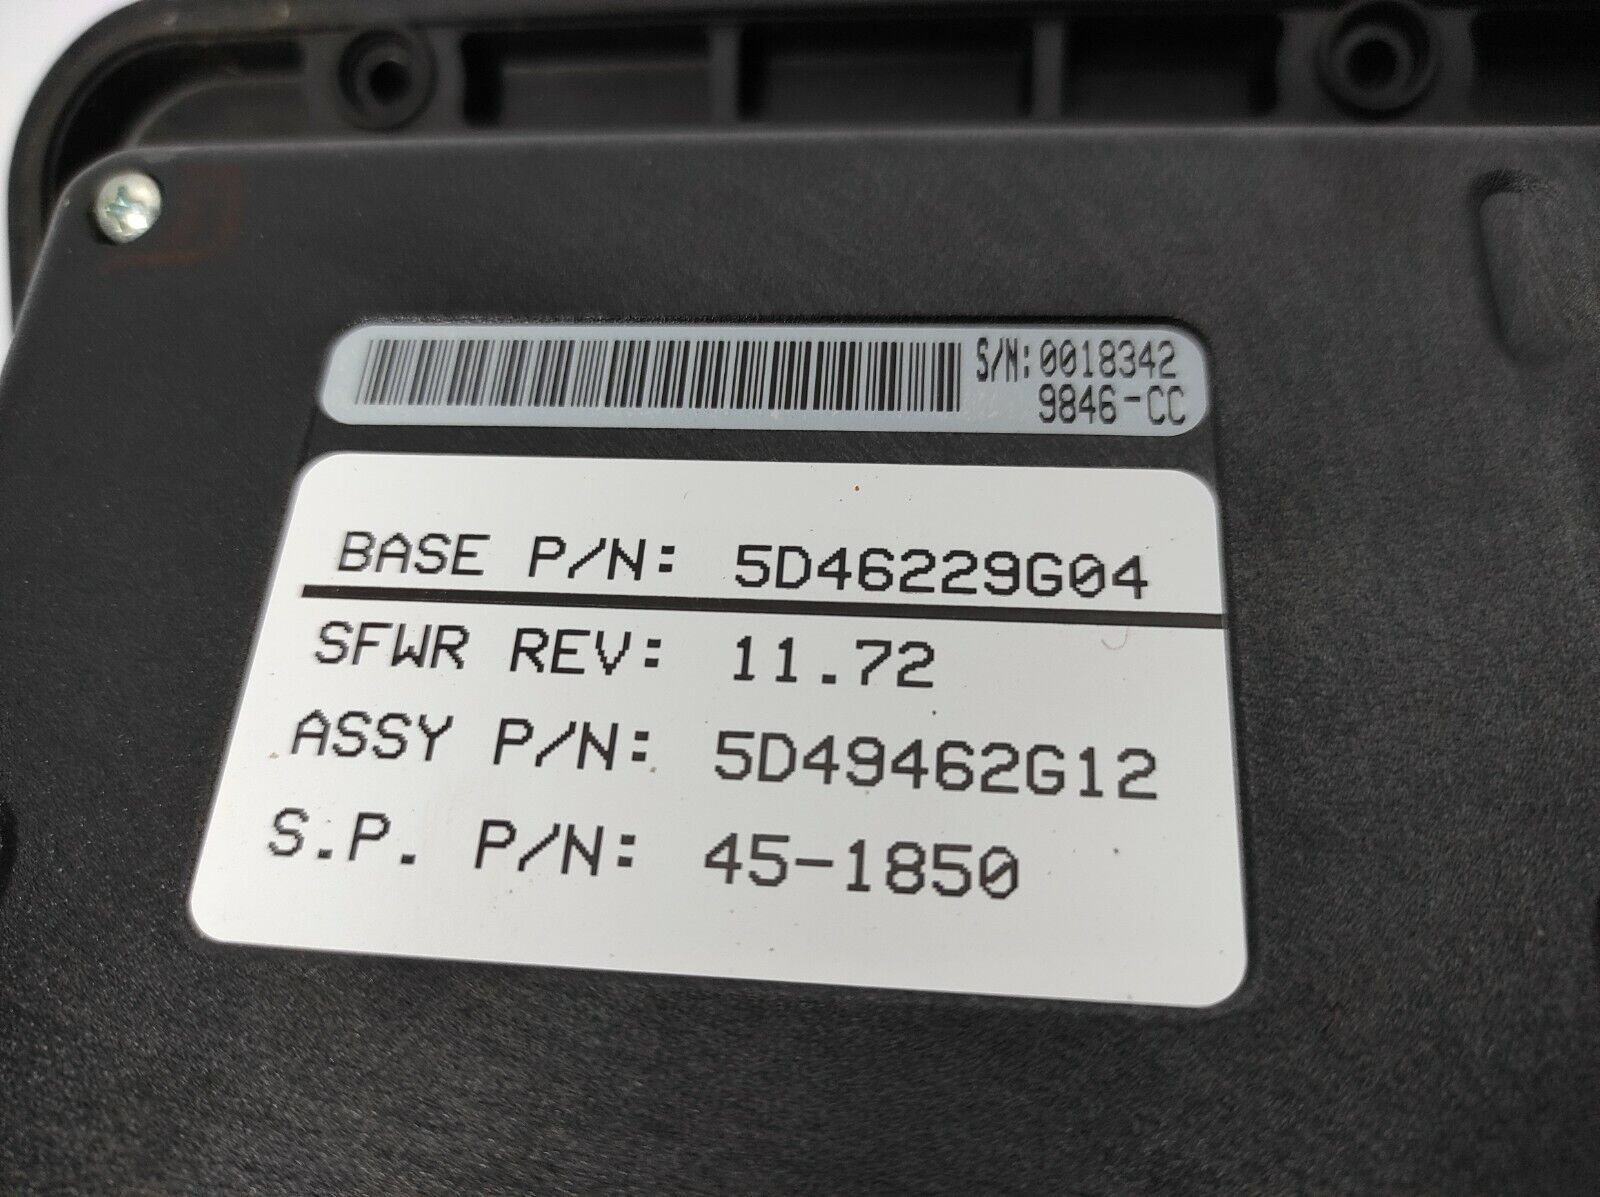 S/N:0018342
9846-CC
BASE P/N: 5D46229G04
SFWR REV: 11.72
ASSY P/N: 5D49462G12
S.P. P/N: 45-1850